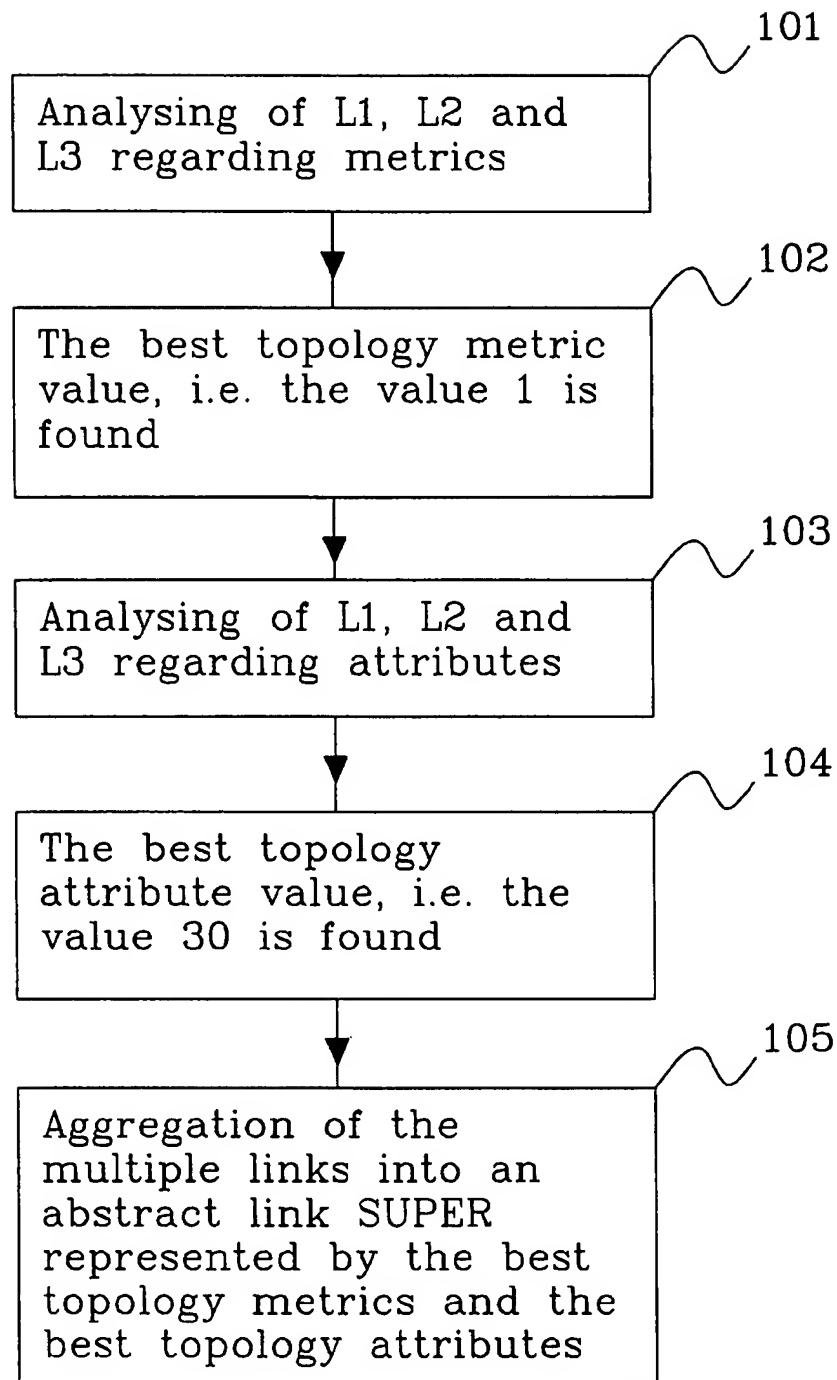 101
Analysing of L1, L2 and
L3 regarding metrics
102
The best topology metric
value, i.e. the value 1 is
found
103
Analysing of L1, L2 and
L3 regarding attributes
104
The best topology
attribute value, i.e. the
value 30 is found
105
Aggregation of the
multiple links into an
abstract link SUPER
represented by the best
topology metrics and the
best topology attributes